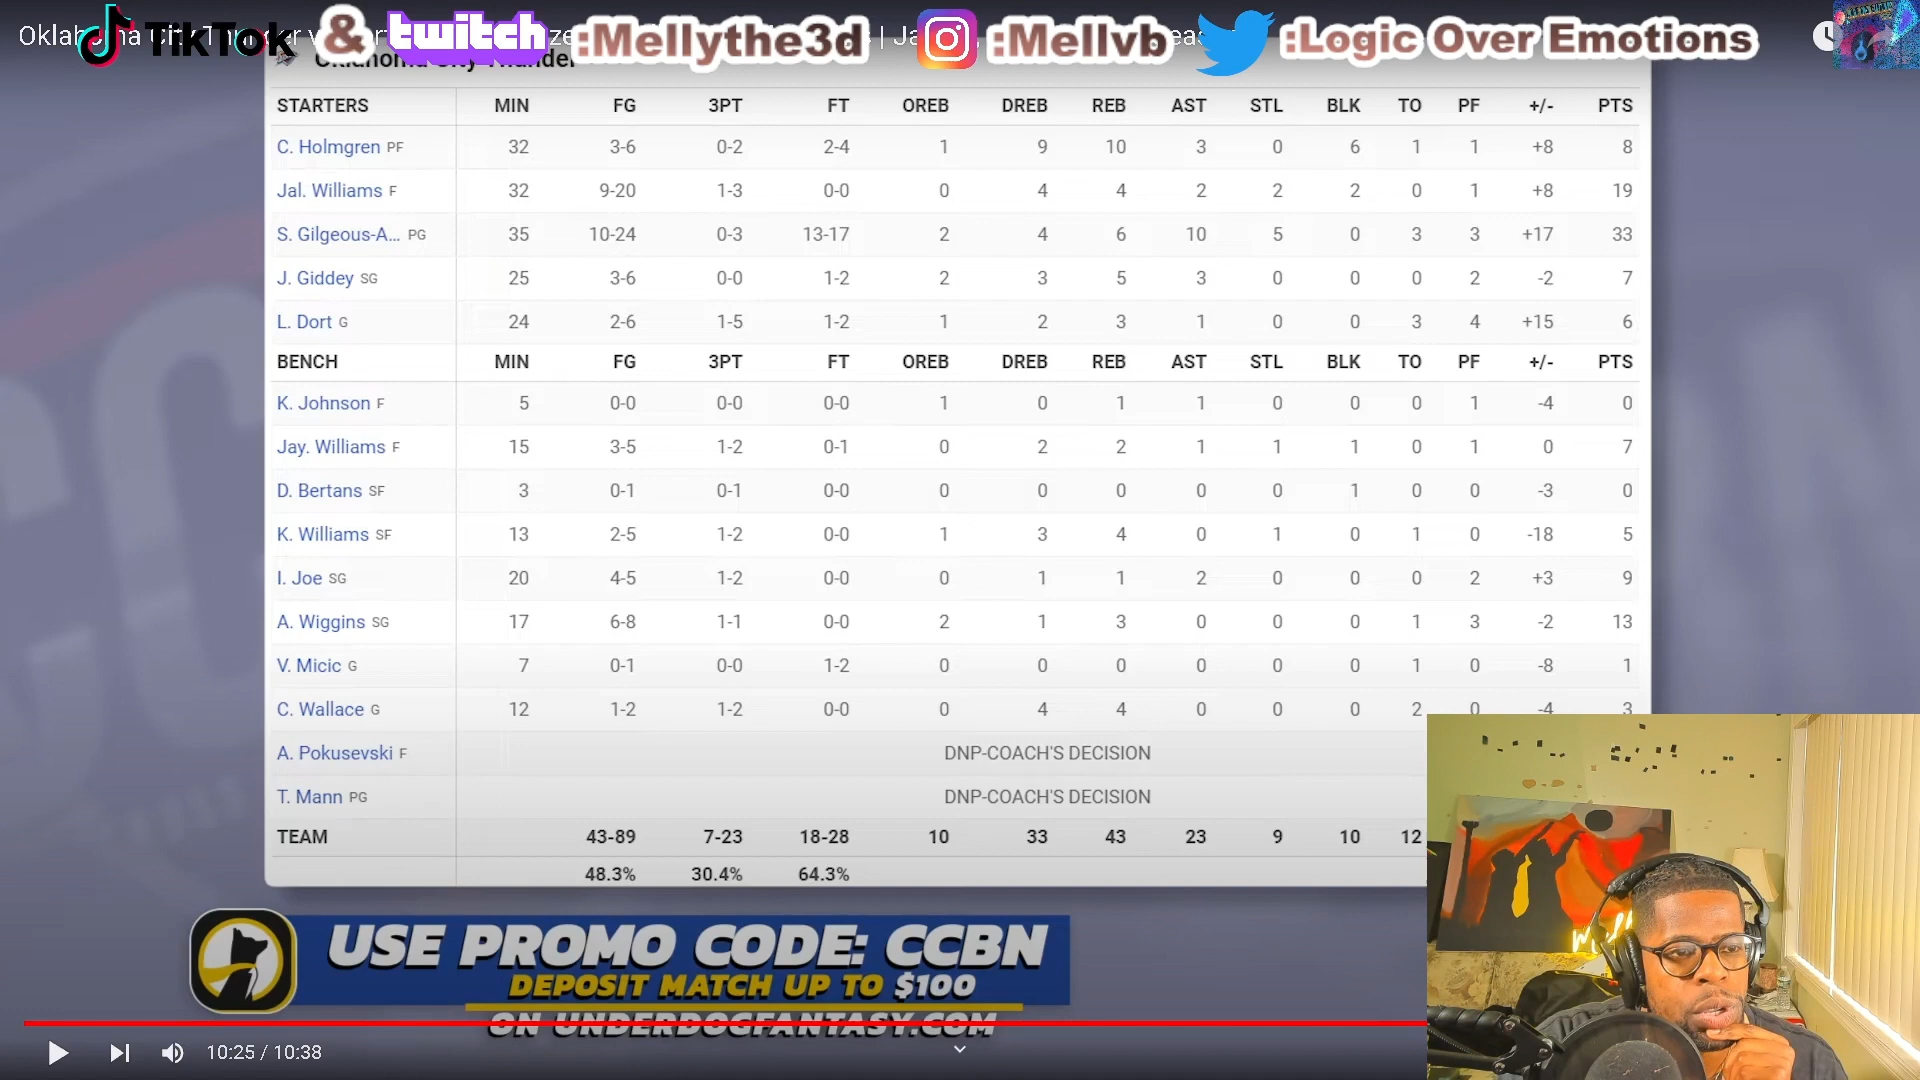 TikTok & twitch :Mellythe3d :Mellvb :Logic Over Emotions
Oklahoma City Thunder
STARTERS MIN FG 3PT FT OREB DREB REB AST STL BLK TO PF +/- PTS
C. Holmgren PF 32 3-6 0-2 2-4 1 9 10 3 0 6 1 1 +8 8
Jal. Williams F 32 9-20 1-3 0-0 0 4 4 2 2 2 0 1 +8 19
S. Gilgeous-A... PG 35 10-24 0-3 13-17 2 4 6 10 5 0 3 3 +17 33
J. Giddey SG 25 3-6 0-0 1-2 2 3 5 3 0 0 0 2 -2 7
L. Dort G 24 2-6 1-5 1-2 1 2 3 1 0 0 3 4 +15 6
BENCH MIN FG 3PT FT OREB DREB REB AST STL BLK TO PF +/- PTS
K. Johnson F 5 0-0 0-0 0-0 1 0 1 1 0 0 0 1 -4 0
Jay. Williams F 15 3-5 1-2 0-1 0 2 2 1 1 1 0 1 0 7
D. Bertans SF 3 0-1 0-1 0-0 0 0 0 0 0 1 0 0 -3 0
K. Williams SF 13 2-5 1-2 0-0 1 3 4 0 1 0 1 0 -18 5
I. Joe SG 20 4-5 1-2 0-0 0 1 1 2 0 0 0 2 +3 9
A. Wiggins SG 17 6-8 1-1 0-0 2 1 3 0 0 0 1 3 -2 13
V. Micic G 7 0-1 0-0 1-2 0 0 0 0 0 0 1 0 -8 1
C. Wallace G 12 1-2 1-2 0-0 0 4 4 0 0 0 2 0 -4 3
A. Pokusevski F DNP-COACH'S DECISION
T. Mann PG DNP-COACH'S DECISION
TEAM 43-89 7-23 18-28 10 33 43 23 9 10 12
48.3% 30.4% 64.3%
USE PROMO CODE: CCBN
DEPOSIT MATCH UP TO $100
ON UNDERDOGFANTASY.COM
10:25 / 10:38